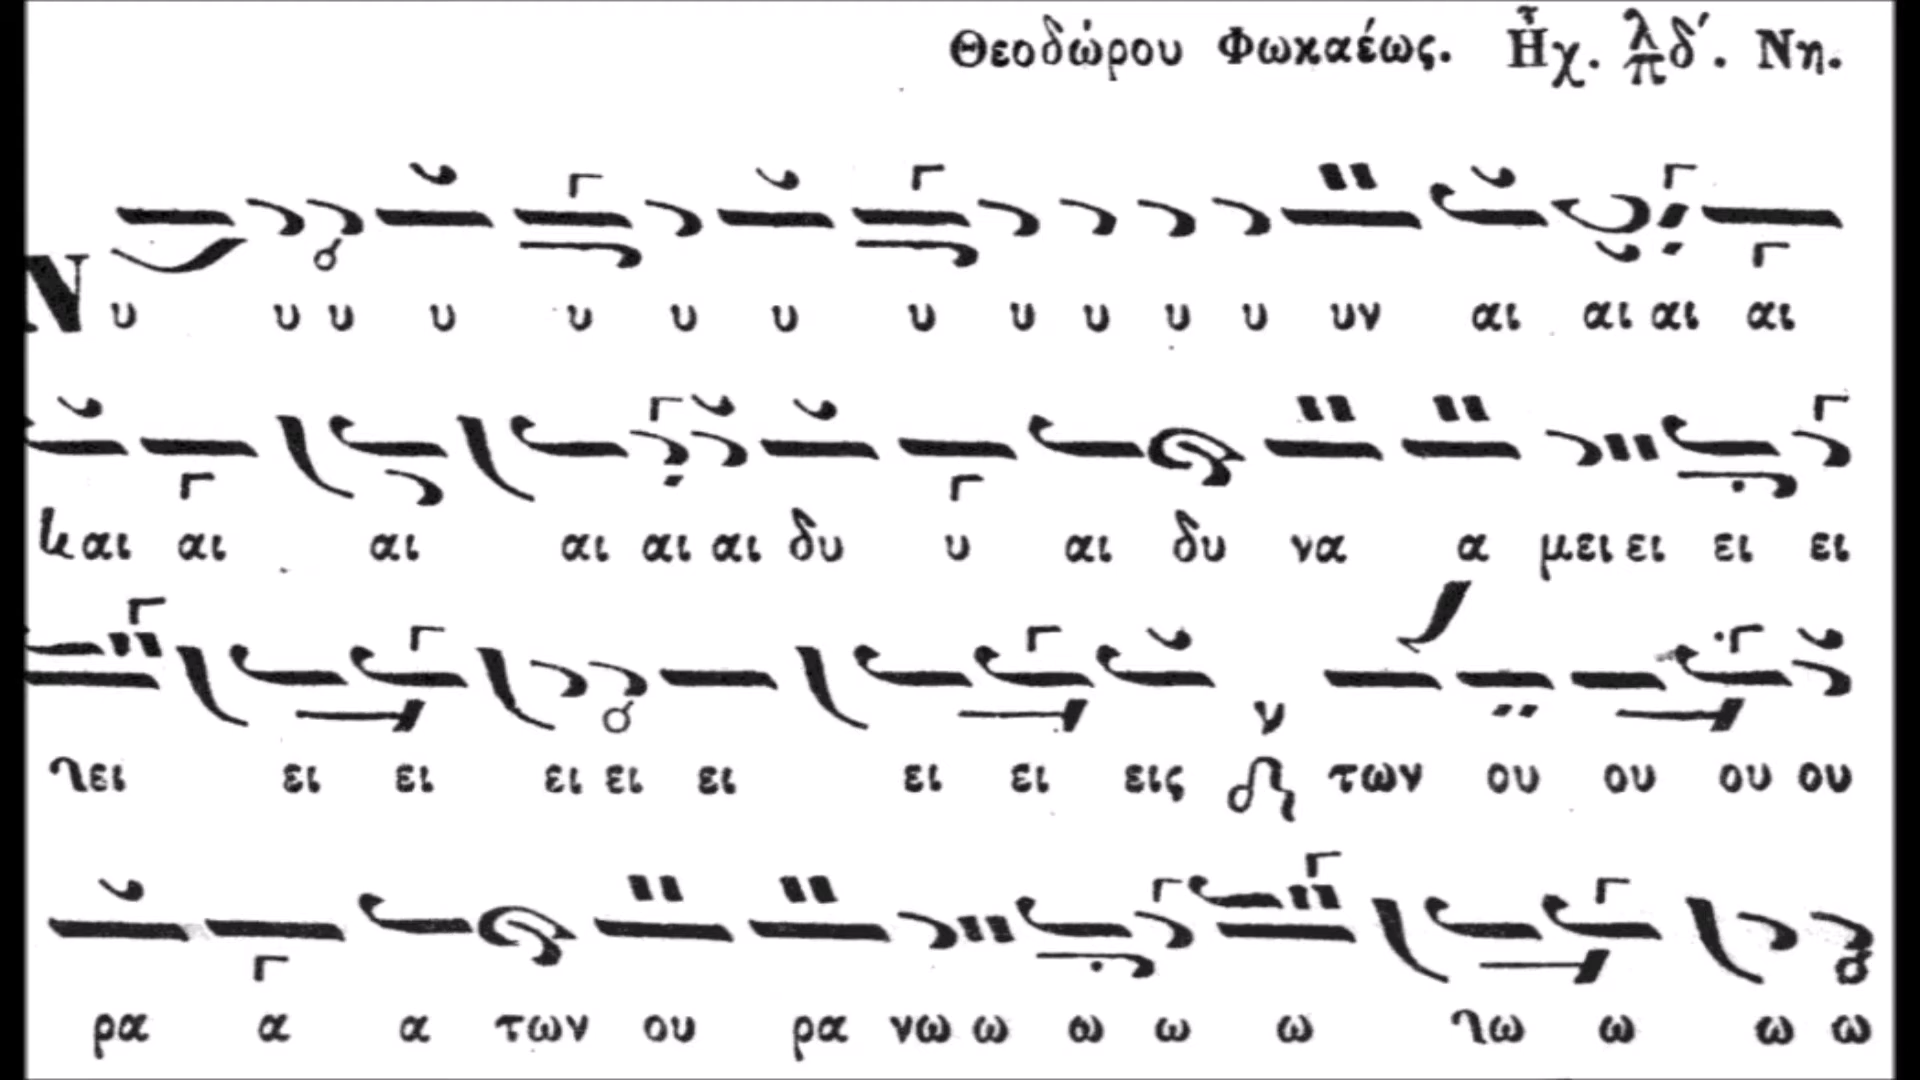 Θεοδώρου Φωκαέως. Ἦχ. λ π δ′. Νη.
Νυ υ υ υ υ υ υ υ υ υ υ υ υν αι αι αι αι
και αι αι αι αι αι δυ υ αι δυ να α μει ει ει ει
ει ει ει ει ει ει ει ει εις ν των ου ου ου ου
ρα α α των ου ρα νω ω ω ω ω ω ω ω